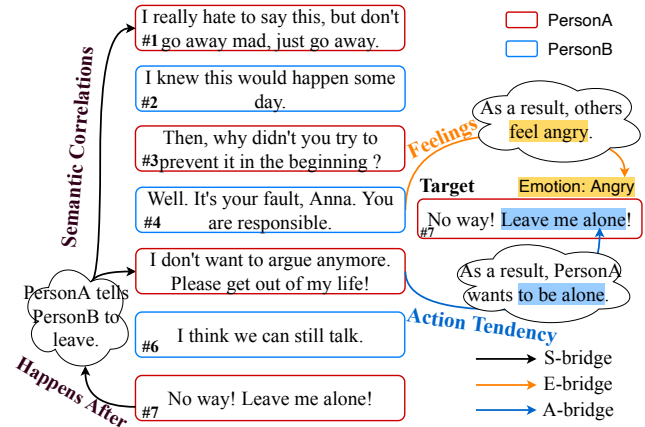 I really hate to say this, but don't
#1 go away mad, just go away.
I knew this would happen some
#2 day.
Then, why didn't you try to
#3 prevent it in the beginning ?
Well. It's your fault, Anna. You
#4 are responsible.
I don't want to argue anymore.
Please get out of my life!
#6 I think we can still talk.
#7 No way! Leave me alone!
Semantic Correlations
PersonA tells
PersonB to
leave.
Happens After
PersonA
PersonB
Feelings
As a result, others
feel angry.
Target
Emotion: Angry
No way! Leave me alone!
#7
As a result, PersonA
wants to be alone.
Action Tendency
S-bridge
E-bridge
A-bridge